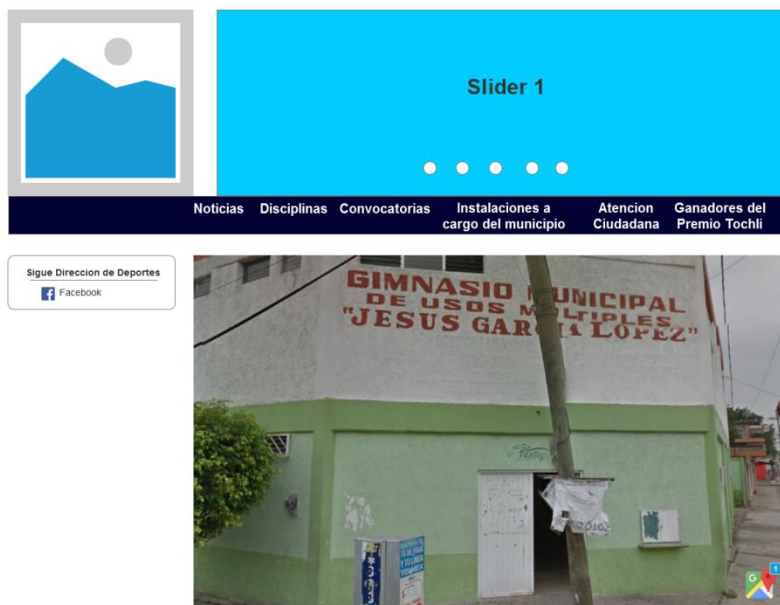 Slider 1
Noticias Disciplinas Convocatorias Instalaciones a cargo del municipio Atencion Ciudadana Ganadores del Premio Tochli
Sigue Direccion de Deportes
Facebook
GIMNASIO MUNICIPAL
DE USOS MULTIPLES
"JESUS GARCIA LOPEZ"
1